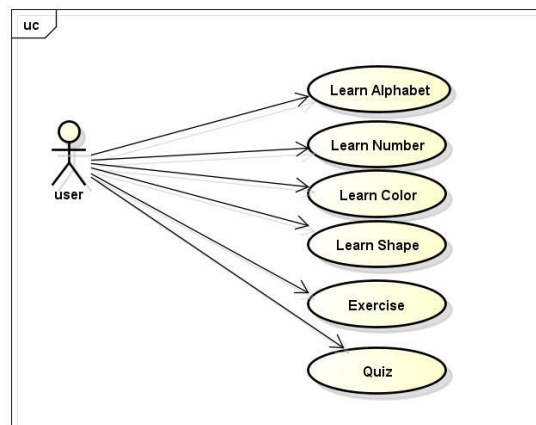 uc
Learn Alphabet
Learn Number
user
Learn Color
Learn Shape
Exercise
Quiz